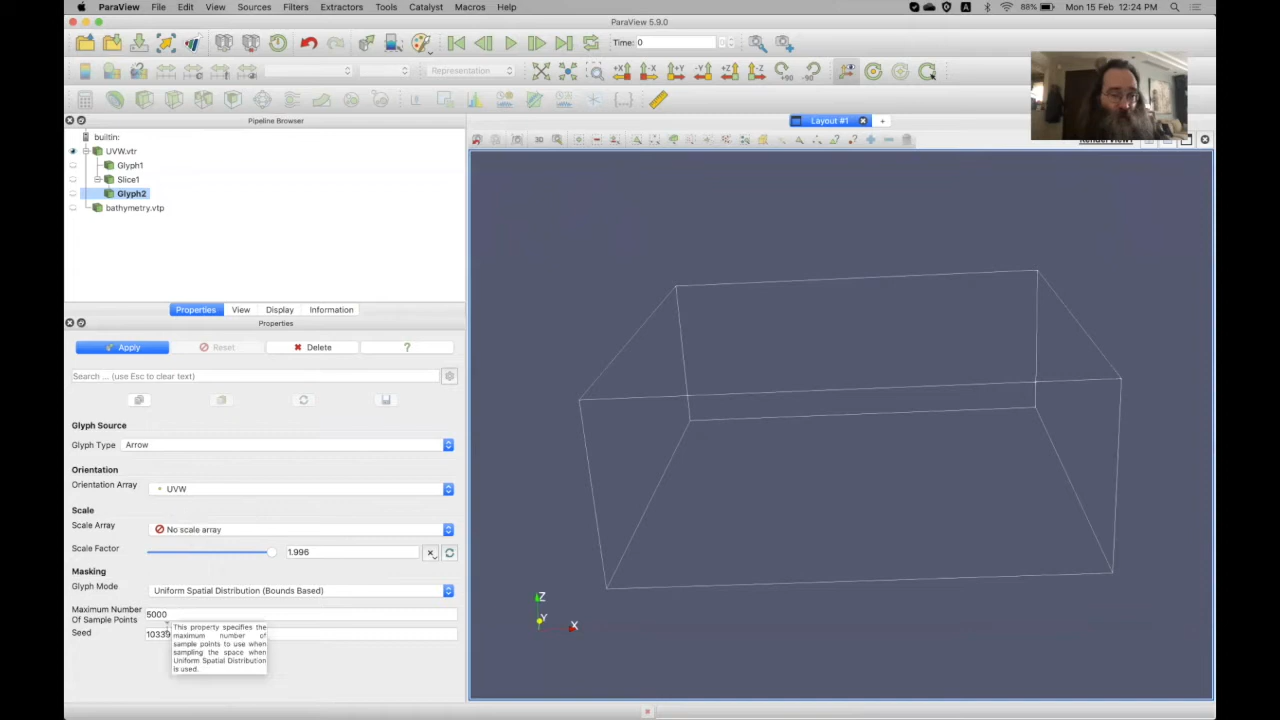 ParaView File Edit View Sources Filters Extractors Tools Catalyst Macros Help
88% Mon 15 Feb 12:24 PM
ParaView 5.9.0
Time: 0
Representation
+X -X +Y -Y +Z -Z +90 -90
Pipeline Browser
Layout #1
builtin:
3D
UVW.vtr
Glyph1
Slice1
Glyph2
bathymetry.vtp
Properties View Display Information
Properties
Apply Reset Delete ?
Search ... (use Esc to clear text)
Glyph Source
Glyph Type Arrow
Orientation
Orientation Array UVW
Scale
Scale Array No scale array
Scale Factor 1.996
Masking
Glyph Mode Uniform Spatial Distribution (Bounds Based)
Maximum Number
Of Sample Points 5000
Seed 10339
This property specifies the
maximum number of
sample points to use when
sampling the space when
Uniform Spatial Distribution
is used.
Z
Y
X